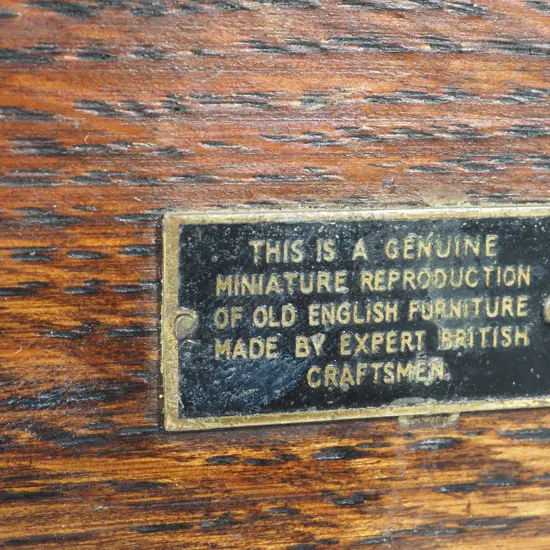 THIS IS A GENUINE
MINIATURE REPRODUCTION
OF OLD ENGLISH FURNITURE
MADE BY EXPERT BRITISH
CRAFTSMEN.